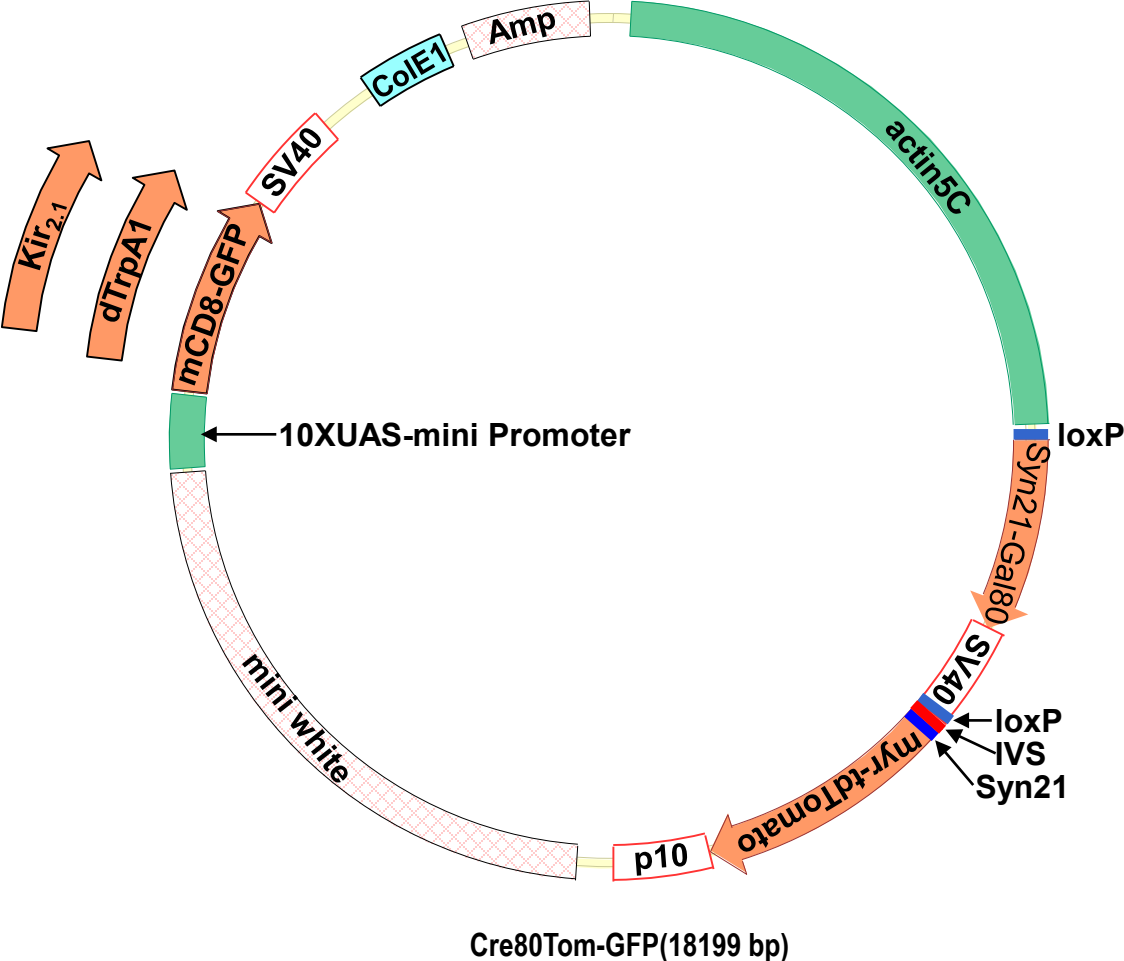 Amp
ColE1
SV40
actin5C
Kir2.1
dTrpA1
mCD8-GFP
10XUAS-mini Promoter
loxP
Syn21-Gal80
SV40
loxP
IVS
Syn21
myr-tdTomato
mini white
p10
Cre80Tom-GFP(18199 bp)